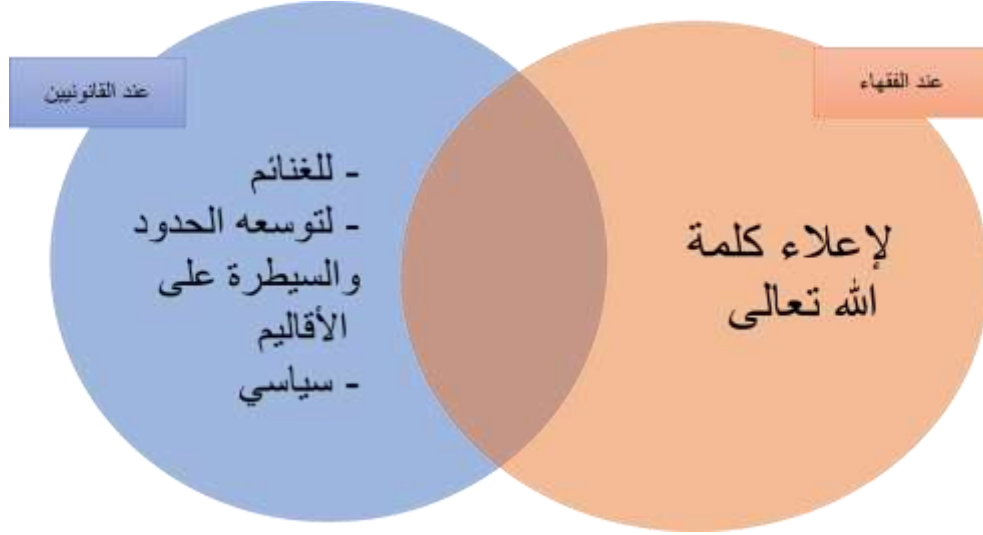 عند الفقهاء
لإعلاء كلمة
الله تعالى
عند القانونيين
- للغنائم
- لتوسعه الحدود
والسيطرة على
الأقاليم
- سياسي